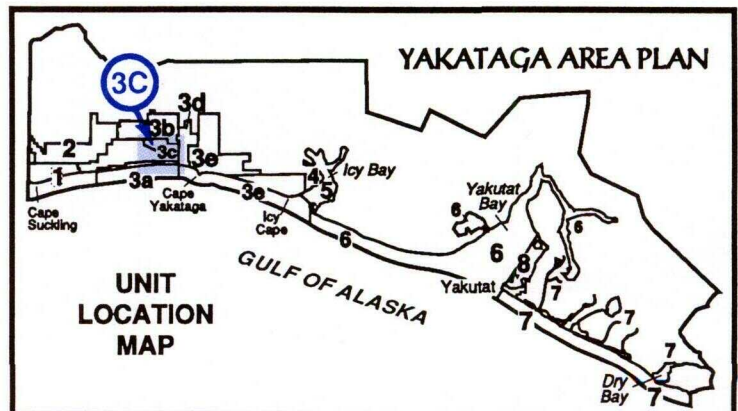 YAKATAGA AREA PLAN
3C
3d
3b
2
3c
3e
1
3a
Cape
Suckling
Cape
Yakataga
3e
4
5
Icy Bay
Icy
Cape
6
GULF OF ALASKA
Yakutat
Bay
6
6
6
8
Yakutat
7
7
7
7
7
Dry
Bay
UNIT
LOCATION
MAP